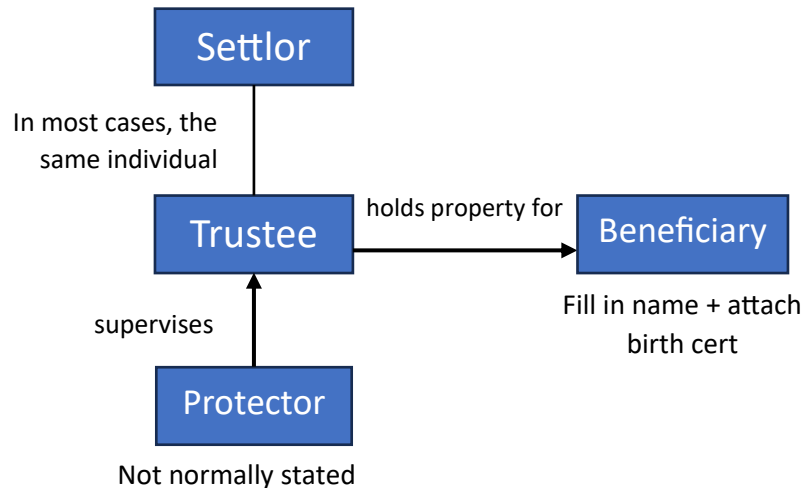 Settlor
In most cases, the
same individual
Trustee
holds property for
Beneficiary
Fill in name + attach
birth cert
supervises
Protector
Not normally stated